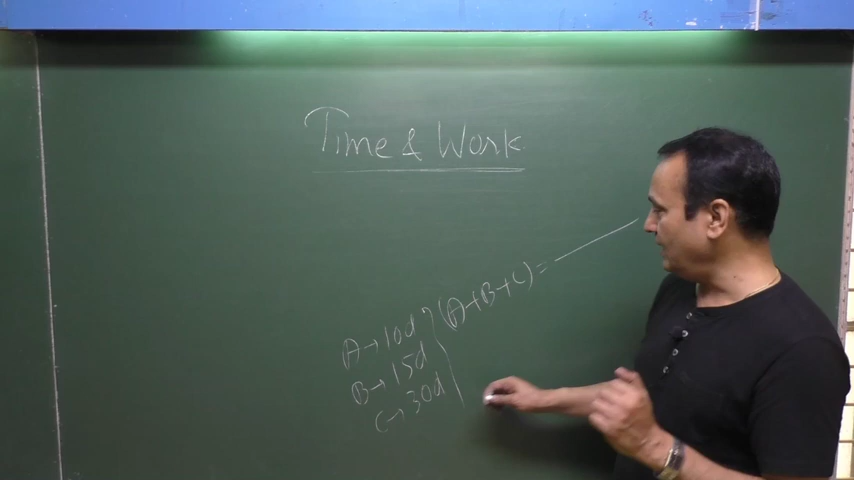 Time & Work
A → 10d (A+B+C) =
B → 15d
C → 30d